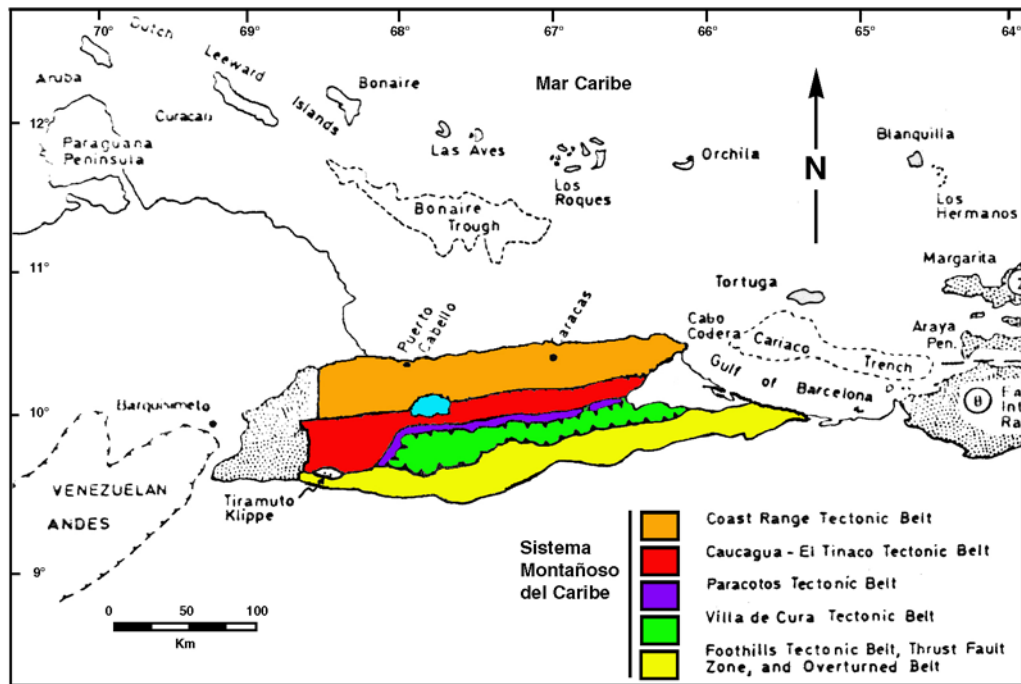 70° 69° 68° 67° 66° 65° 64°
Dutch
Leeward
Islands
Aruba
Curacao
Bonaire
Mar Caribe
12°
Paraguana
Peninsula
Las Aves
Los
Roques
Orchila
Blanquilla
Los
Hermanos
N
Bonaire
Trough
11°
Margarita
Tortuga
Puerto
Cabello
Caracas
Cabo
Codera
Cariaco
Trench
Araya
Pen.
Gulf of Barcelona
10°
Barquisimeto
8
Fa
Int
Ra
VENEZUELAN
ANDES
Tiramuto
Klippe
9°
0 50 100
Km
Sistema
Montañoso
del Caribe
Coast Range Tectonic Belt
Caucagua - El Tinaco Tectonic Belt
Paracotos Tectonic Belt
Villa de Cura Tectonic Belt
Foothills Tectonic Belt, Thrust Fault
Zone, and Overturned Belt